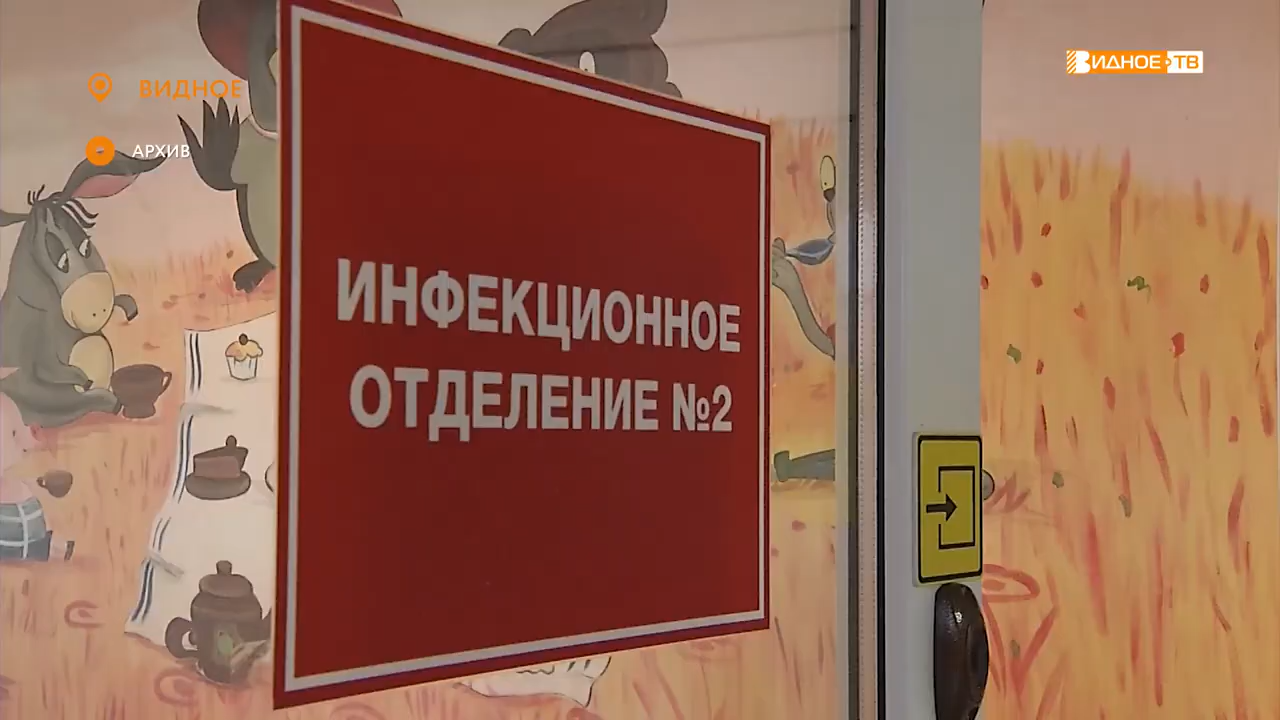 ВИДНОЕ
АРХИВ
ВИДНОЕ ТВ
ИНФЕКЦИОННОЕ
ОТДЕЛЕНИЕ №2